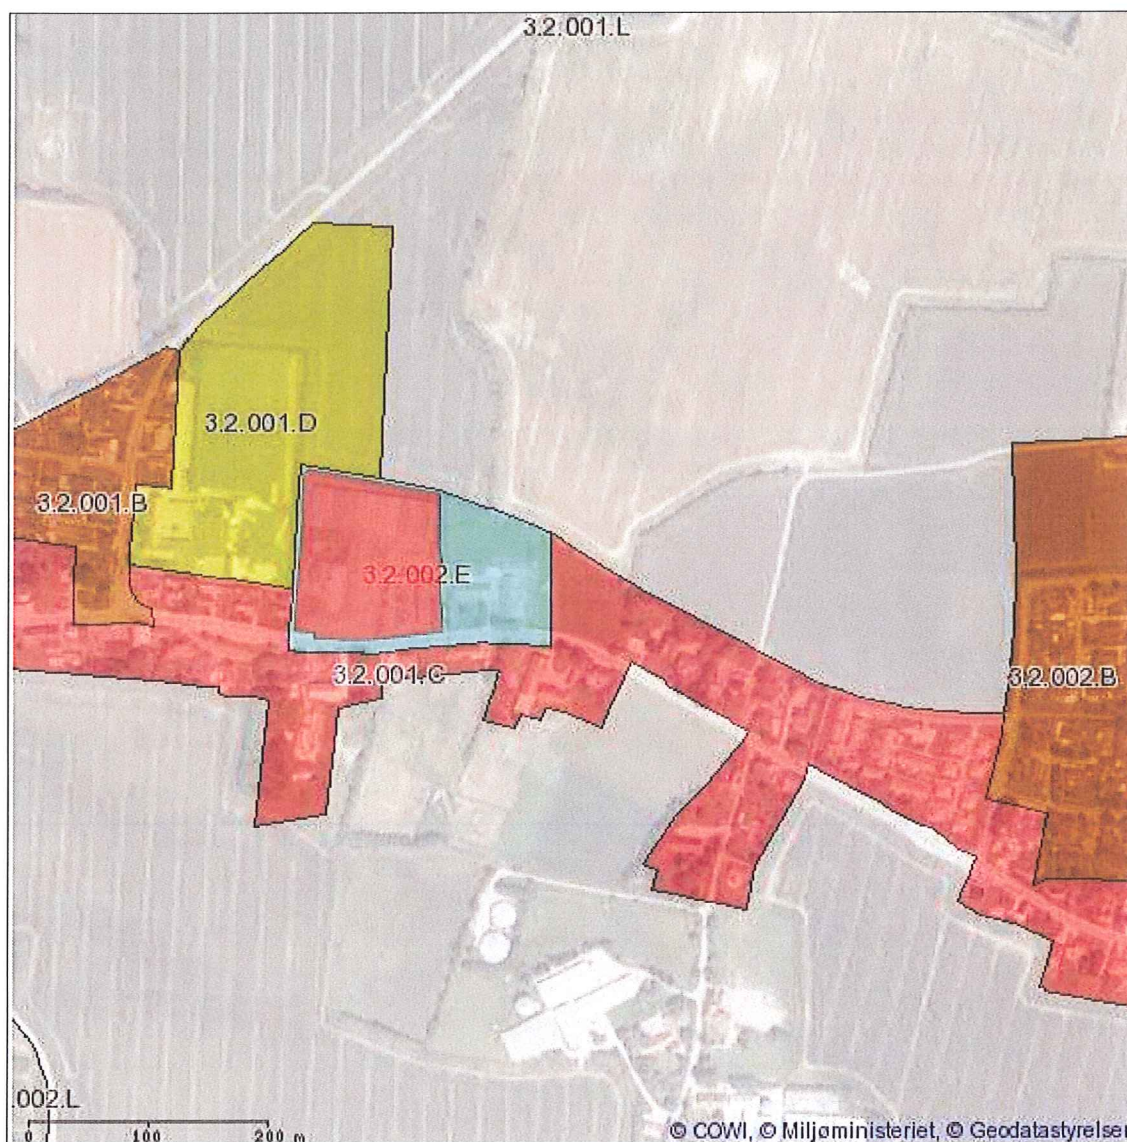 3.2.001.L
3.2.001.D
3.2.001.B
3.2.002.E
3.2.001.C
3.2.002.B
.002.L
100
200 m
© COWI, © Miljøministeriet, © Geodatastyrelsen